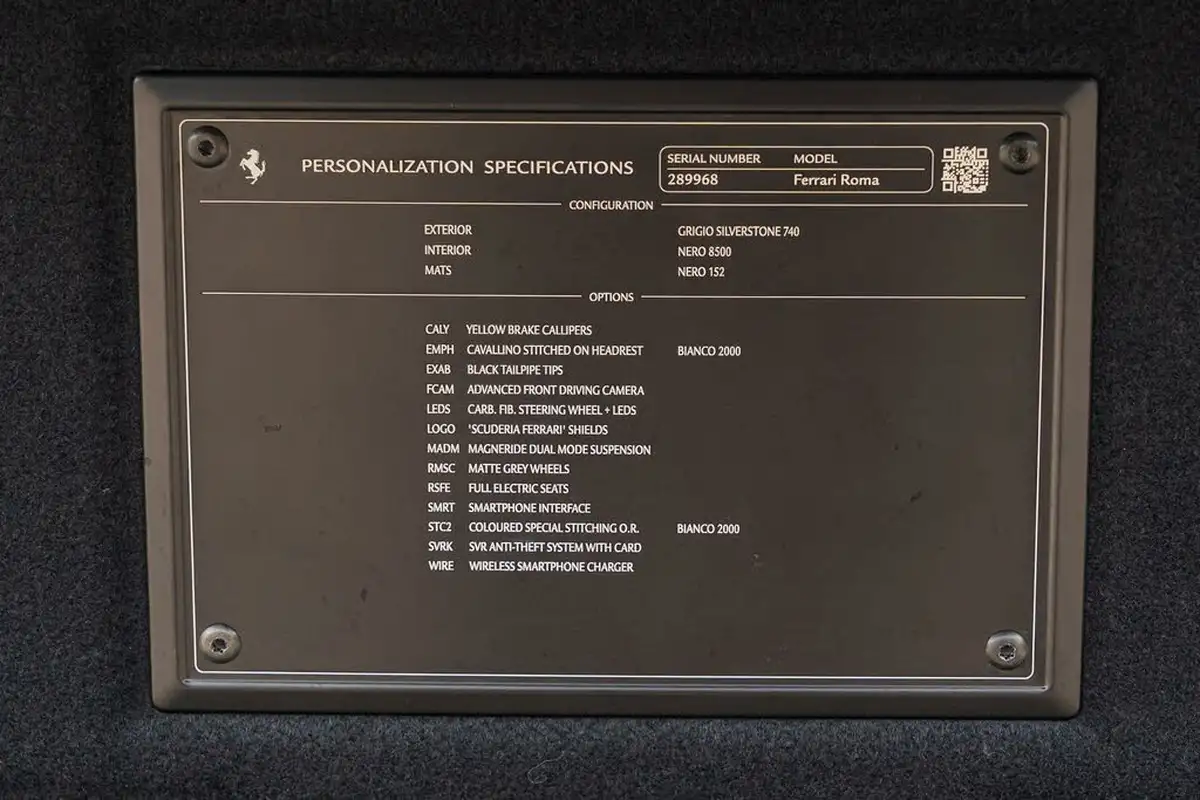 PERSONALIZATION SPECIFICATIONS
SERIAL NUMBER MODEL
289968 Ferrari Roma
CONFIGURATION
EXTERIOR GRIGIO SILVERSTONE 740
INTERIOR NERO 8500
MATS NERO 152
OPTIONS
CALY YELLOW BRAKE CALLIPERS
EMPH CAVALLINO STITCHED ON HEADREST BIANCO 2000
EXAB BLACK TAILPIPE TIPS
FCAM ADVANCED FRONT DRIVING CAMERA
LEDS CARB. FIB. STEERING WHEEL + LEDS
LOGO 'SCUDERIA FERRARI' SHIELDS
MADM MAGNERIDE DUAL MODE SUSPENSION
RMSC MATTE GREY WHEELS
RSFE FULL ELECTRIC SEATS
SMRT SMARTPHONE INTERFACE
STC2 COLOURED SPECIAL STITCHING O.R. BIANCO 2000
SVRK SVR ANTI-THEFT SYSTEM WITH CARD
WIRE WIRELESS SMARTPHONE CHARGER